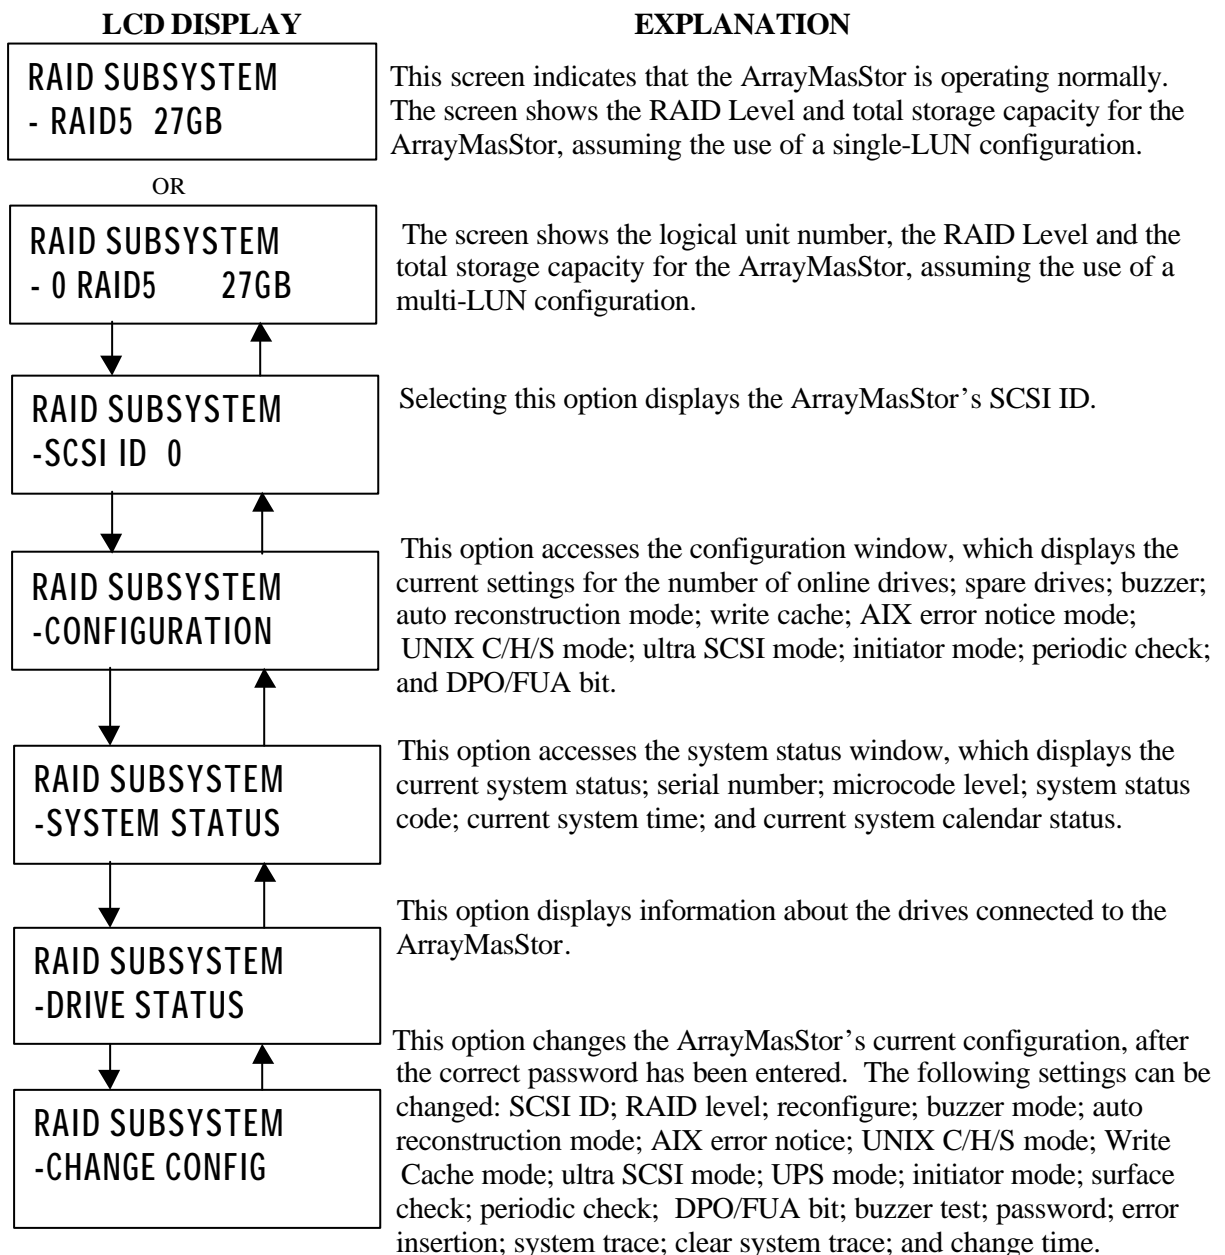 LCD DISPLAY EXPLANATION
RAID SUBSYSTEM
- RAID5 27GB
This screen indicates that the ArrayMasStor is operating normally.
The screen shows the RAID Level and total storage capacity for the
ArrayMasStor, assuming the use of a single-LUN configuration.
OR
RAID SUBSYSTEM
- 0 RAID5 27GB
The screen shows the logical unit number, the RAID Level and the
total storage capacity for the ArrayMasStor, assuming the use of a
multi-LUN configuration.
RAID SUBSYSTEM
-SCSI ID 0
Selecting this option displays the ArrayMasStor’s SCSI ID.
RAID SUBSYSTEM
-CONFIGURATION
This option accesses the configuration window, which displays the
current settings for the number of online drives; spare drives; buzzer;
auto reconstruction mode; write cache; AIX error notice mode;
UNIX C/H/S mode; ultra SCSI mode; initiator mode; periodic check;
and DPO/FUA bit.
RAID SUBSYSTEM
-SYSTEM STATUS
This option accesses the system status window, which displays the
current system status; serial number; microcode level; system status
code; current system time; and current system calendar status.
RAID SUBSYSTEM
-DRIVE STATUS
This option displays information about the drives connected to the
ArrayMasStor.
RAID SUBSYSTEM
-CHANGE CONFIG
This option changes the ArrayMasStor’s current configuration, after
the correct password has been entered. The following settings can be
changed: SCSI ID; RAID level; reconfigure; buzzer mode; auto
reconstruction mode; AIX error notice; UNIX C/H/S mode; Write
Cache mode; ultra SCSI mode; UPS mode; initiator mode; surface
check; periodic check; DPO/FUA bit; buzzer test; password; error
insertion; system trace; clear system trace; and change time.